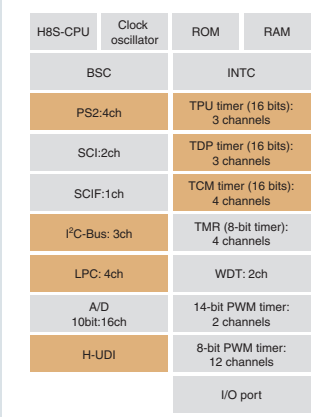 H8S-CPU
Clock
oscillator
ROM
RAM
BSC
INTC
PS2:4ch
TPU timer (16 bits):
3 channels
SCI:2ch
TDP timer (16 bits):
3 channels
SCIF:1ch
TCM timer (16 bits):
4 channels
I²C-Bus: 3ch
TMR (8-bit timer):
4 channels
LPC: 4ch
WDT: 2ch
A/D
10bit:16ch
14-bit PWM timer:
2 channels
H-UDI
8-bit PWM timer:
12 channels
I/O port